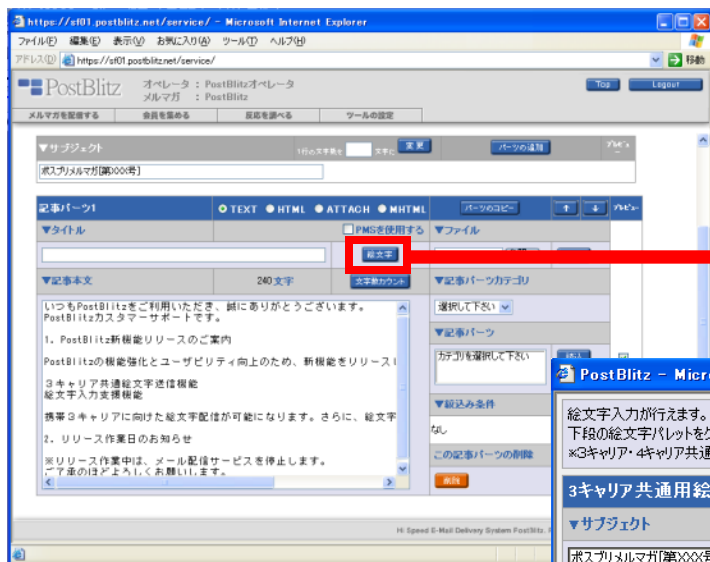 https://sf01.postblitz.net/service/ - Microsoft Internet Explorer
ファイル(F) 編集(E) 表示(V) お気に入り(A) ツール(T) ヘルプ(H)
アドレス(D) https://sf01.postblitz.net/service/ 移動
PostBlitz オペレータ : PostBlitzオペレータ
メルマガ : PostBlitz
Top Logout
メルマガを配信する 会員を集める 反応を調べる ツールの設定
▼サブジェクト 1行の文字数を 文字に 変更 パーツの追加
ポスブリメルマガ[第XXX号]
記事パーツ1 TEXT HTML ATTACH MHTML パーツのコピー ↑ ↓
▼タイトル PMSを使用する ▼ファイル
絵文字
▼記事本文 240文字 文字数カウント ▼記事パーツカテゴリ
いつもPostBlitzをご利用いただき、誠にありがとうございます。
PostBlitzカスタマーサポートです。
選択して下さい
1. PostBlitz新機能リリースのご案内
▼記事パーツ
PostBlitzの機能強化とユーザビリティ向上のため、新機能をリリースし
カテゴリを選択して下さい
3キャリア共通絵文字送信機能
絵文字入力支援機能
▼絞込み条件
携帯3キャリアに向けた絵文字配信が可能になります。さらに、絵文字
なし
2. リリース作業日のお知らせ
この記事パーツの削除
※リリース作業中は、メール配信サービスを停止します。
ご了承のほどよろしくお願いします。
削除
Hi Speed E-Mail Delivery System PostBlitz.
PostBlitz - Micro
絵文字入力が行えます。
下段の絵文字パレットを
※3キャリア・4キャリア共通
3キャリア共通用絵
▼サブジェクト
ポスブリメルマガ[第XXX号